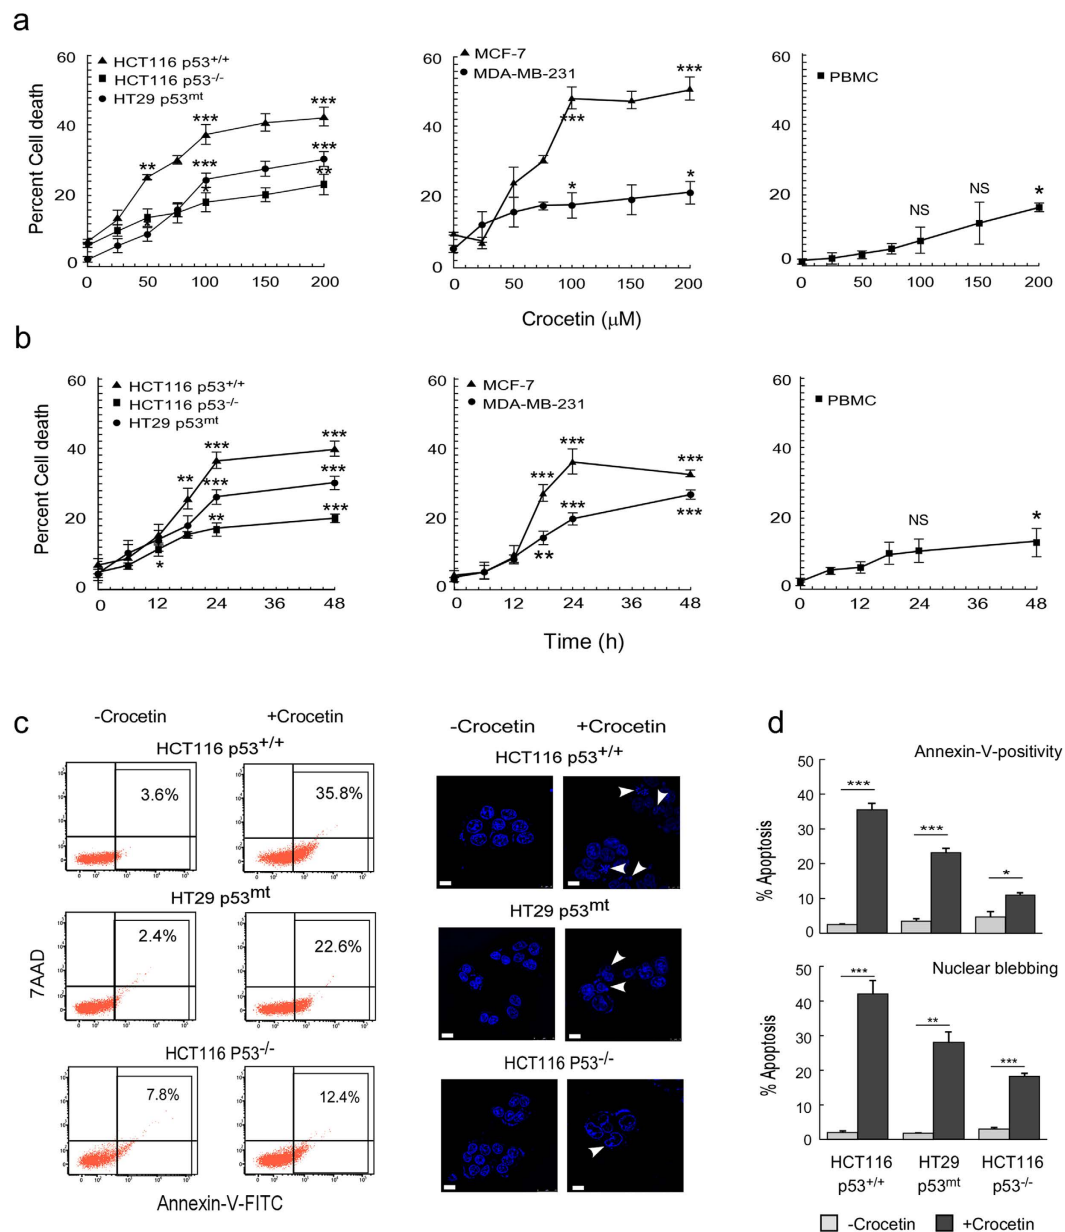 a
60
40
20
0
Percent Cell death
HCT116 p53+/+
HCT116 p53-/-
HT29 p53mt
**
***
***
***
***
*
**
0 50 100 150 200
60
40
20
0
MCF-7
MDA-MB-231
***
***
*
*
0 50 100 150 200
60
40
20
0
PBMC
NS
NS
*
0 50 100 150 200
Crocetin (μM)
b
60
40
20
0
Percent Cell death
HCT116 p53+/+
HCT116 p53-/-
HT29 p53mt
***
***
**
***
***
**
***
*
0 12 24 36 48
60
40
20
0
MCF-7
MDA-MB-231
***
***
***
***
***
**
0 12 24 36 48
60
40
20
0
PBMC
NS
*
0 12 24 36 48
Time (h)
c
-Crocetin +Crocetin
HCT116 p53+/+
3.6% 35.8%
HT29 p53mt
2.4% 22.6%
HCT116 P53-/-
7.8% 12.4%
7AAD
Annexin-V-FITC
-Crocetin +Crocetin
HCT116 p53+/+
HT29 p53mt
HCT116 P53-/-
d
Annexin-V-positivity
50
40
30
20
10
0
% Apoptosis
***
***
*
Nuclear blebbing
50
40
30
20
10
0
% Apoptosis
***
**
***
HCT116 HT29 HCT116
p53+/+ p53mt p53-/-
-Crocetin +Crocetin